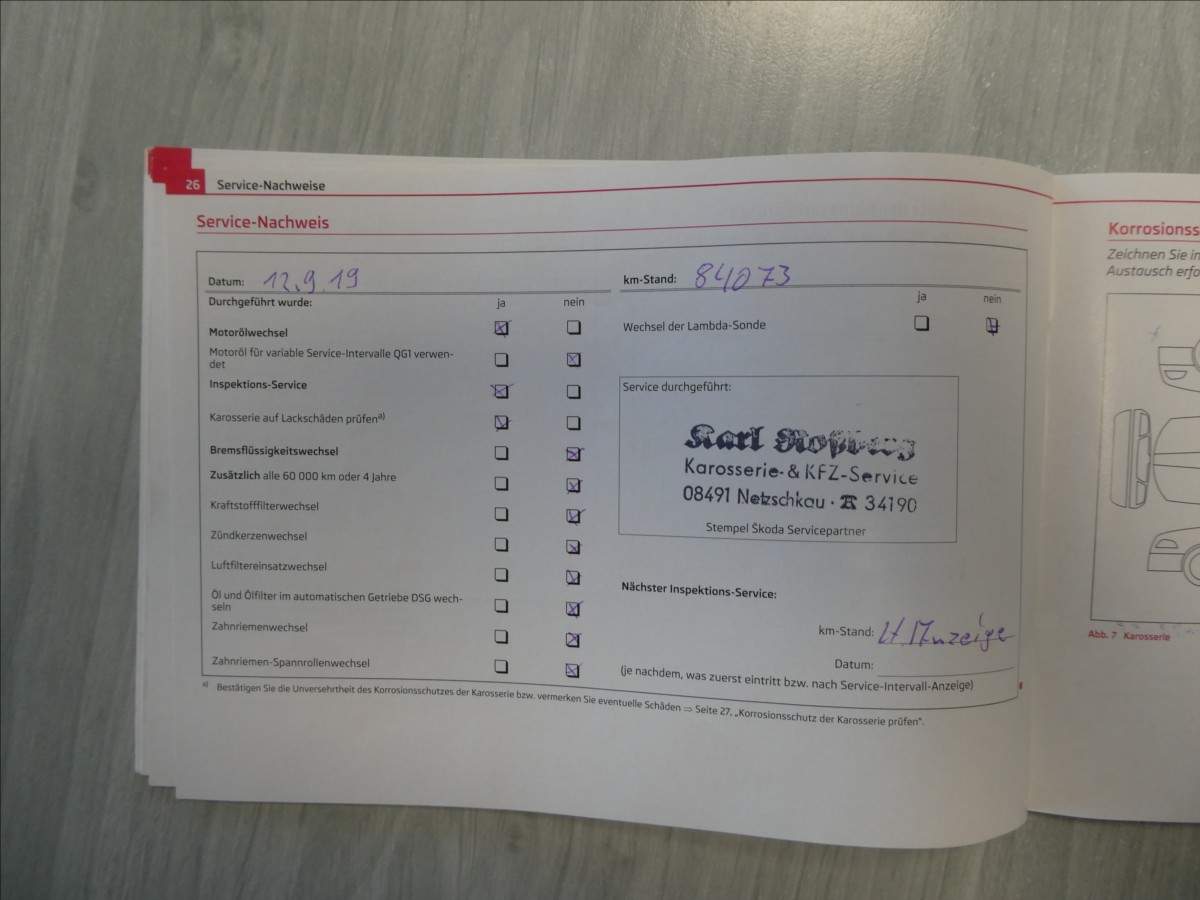 26 Service-Nachweise
Service-Nachweis
Datum: 12.9.19 km-Stand: 84073
Durchgeführt wurde: ja nein ja nein
Motorölwechsel
Wechsel der Lambda-Sonde
Motoröl für variable Service-Intervalle QG1 verwen-
det
Inspektions-Service
Karosserie auf Lackschäden prüfen a)
Bremsflüssigkeitswechsel
Zusätzlich alle 60 000 km oder 4 Jahre
Kraftstofffilterwechsel
Zündkerzenwechsel
Luftfiltereinsatzwechsel
Öl und Ölfilter im automatischen Getriebe DSG wech-
seln
Zahnriemenwechsel
Zahnriemen-Spannrollenwechsel
Service durchgeführt:
Karl Roßberg
Karosserie- & KFZ-Service
08491 Netzschkau · ☎ 34190
Stempel Škoda Servicepartner
Nächster Inspektions-Service:
km-Stand: lt. Anzeige
Datum:
(je nachdem, was zuerst eintritt bzw. nach Service-Intervall-Anzeige)
a) Bestätigen Sie die Unversehrtheit des Korrosionsschutzes der Karosserie bzw. vermerken Sie eventuelle Schäden ⇒ Seite 27, „Korrosionsschutz der Karosserie prüfen“.
Korrosionss
Zeichnen Sie in
Austausch erfo
Abb. 7 Karosserie